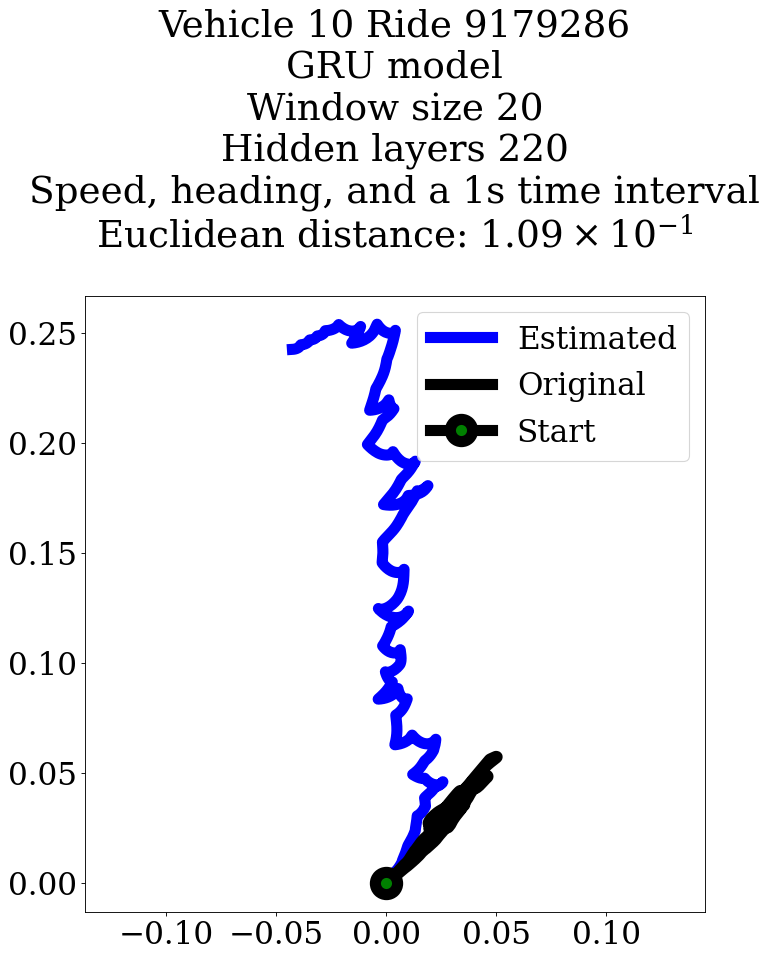 Vehicle 10 Ride 9179286
GRU model
Window size 20
Hidden layers 220
Speed, heading, and a 1s time interval
Euclidean distance: 1.09 × 10⁻¹
Estimated
Original
Start
0.25
0.20
0.15
0.10
0.05
0.00
−0.10 −0.05 0.00 0.05 0.10